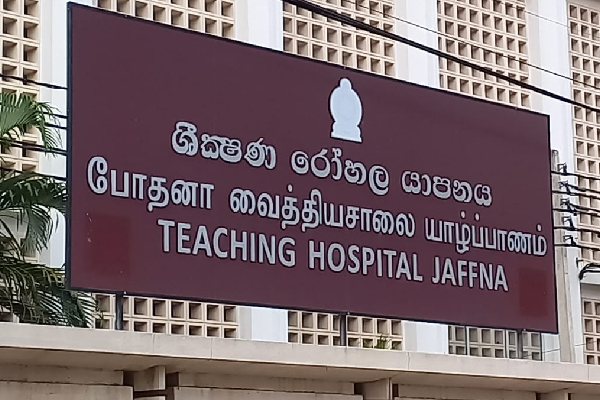 ශික්ෂණ රෝහල යාපනය
போதனா வைத்தியசாலை யாழ்ப்பாணம்
TEACHING HOSPITAL JAFFNA